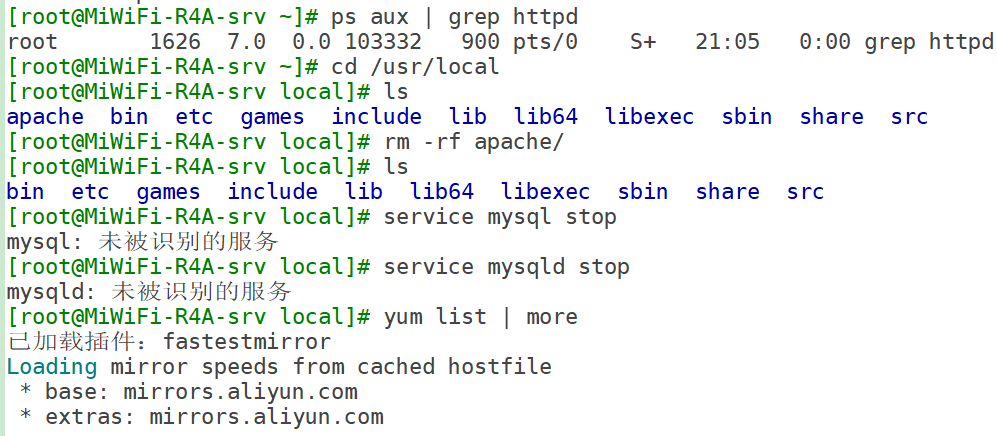 [root@MiWiFi-R4A-srv ~]# ps aux | grep httpd
root       1626  7.0  0.0 103332   900 pts/0    S+   21:05   0:00 grep httpd
[root@MiWiFi-R4A-srv ~]# cd /usr/local
[root@MiWiFi-R4A-srv local]# ls
apache  bin  etc  games  include  lib  lib64  libexec  sbin  share  src
[root@MiWiFi-R4A-srv local]# rm -rf apache/
[root@MiWiFi-R4A-srv local]# ls
bin  etc  games  include  lib  lib64  libexec  sbin  share  src
[root@MiWiFi-R4A-srv local]# service mysql stop
mysql: 未被识别的服务
[root@MiWiFi-R4A-srv local]# service mysqld stop
mysqld: 未被识别的服务
[root@MiWiFi-R4A-srv local]# yum list | more
已加载插件：fastestmirror
Loading mirror speeds from cached hostfile
 * base: mirrors.aliyun.com
 * extras: mirrors.aliyun.com